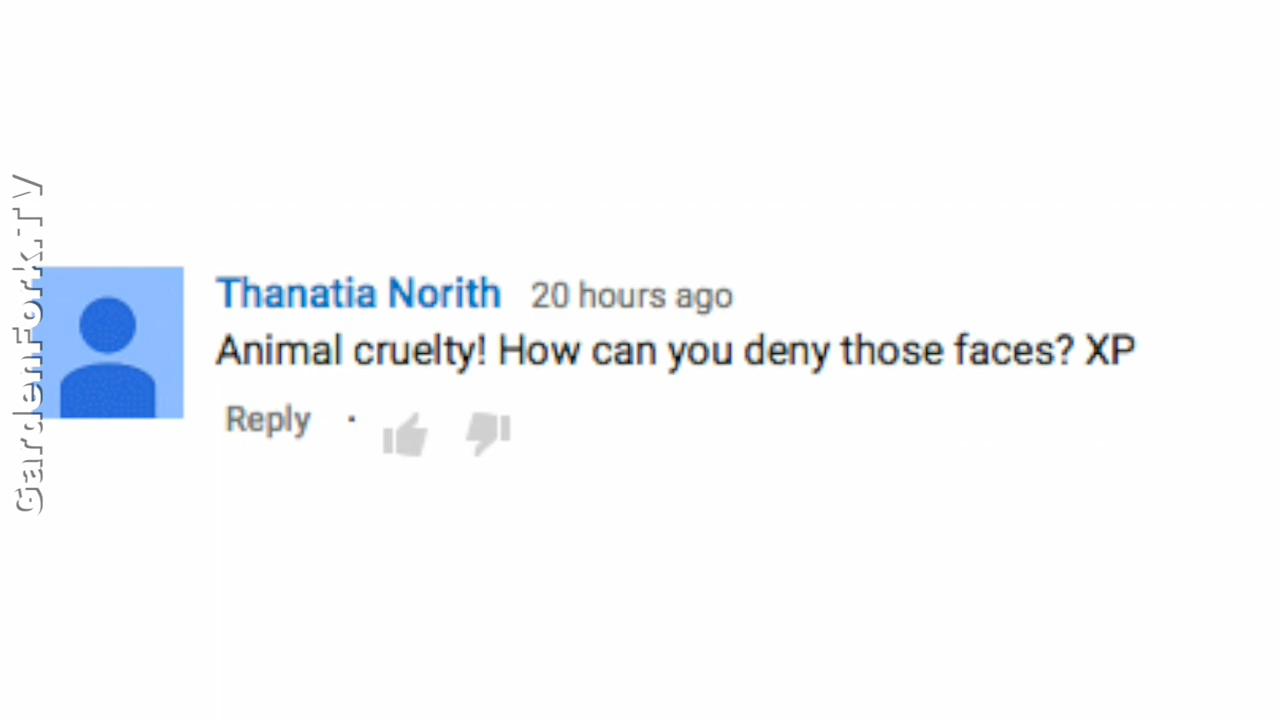 GardenFork.TV
Thanatia Norith 20 hours ago
Animal cruelty! How can you deny those faces? XP
Reply ·